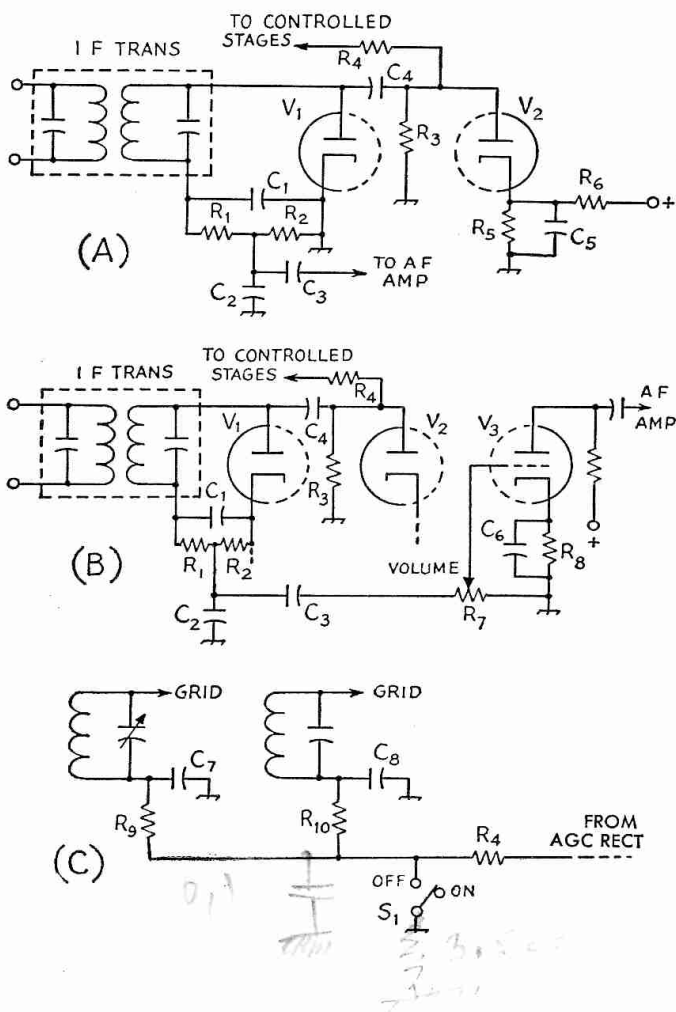 TO CONTROLLED
STAGES
R4
I F TRANS
C4
V1
V2
R3
R6
+
C1
R5
C5
R1
R2
(A)
TO AF
AMP
C2
C3
TO CONTROLLED
STAGES
I F TRANS
R4
AF
AMP
V1
C4
V2
V3
R3
C1
C6
R8
+
R1
R2
(B)
VOLUME
C2
C3
R7
GRID
GRID
C7
C8
R9
R10
R4
FROM
AGC RECT
(C)
OFF
ON
S1